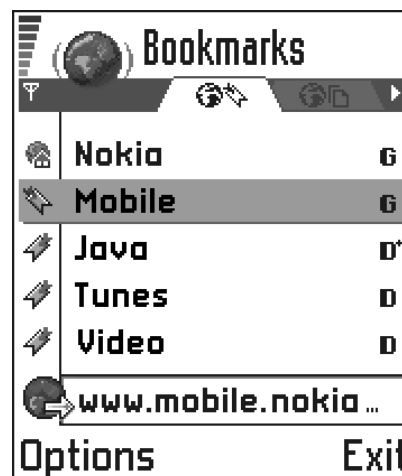 Bookmarks
Nokia G
Mobile G
Java D+
Tunes D
Video D
www.mobile.nokia...
Options Exit